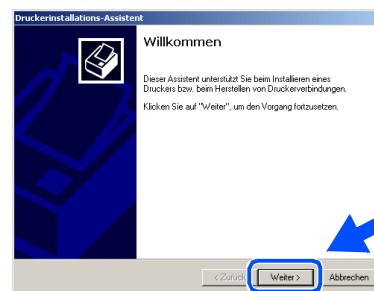 Druckerinstallations-Assistent
Willkommen
Dieser Assistent unterstützt Sie beim Installieren eines
Druckers bzw. beim Herstellen von Druckerverbindungen.
Klicken Sie auf "Weiter", um den Vorgang fortzusetzen.
< Zurück Weiter > Abbrechen